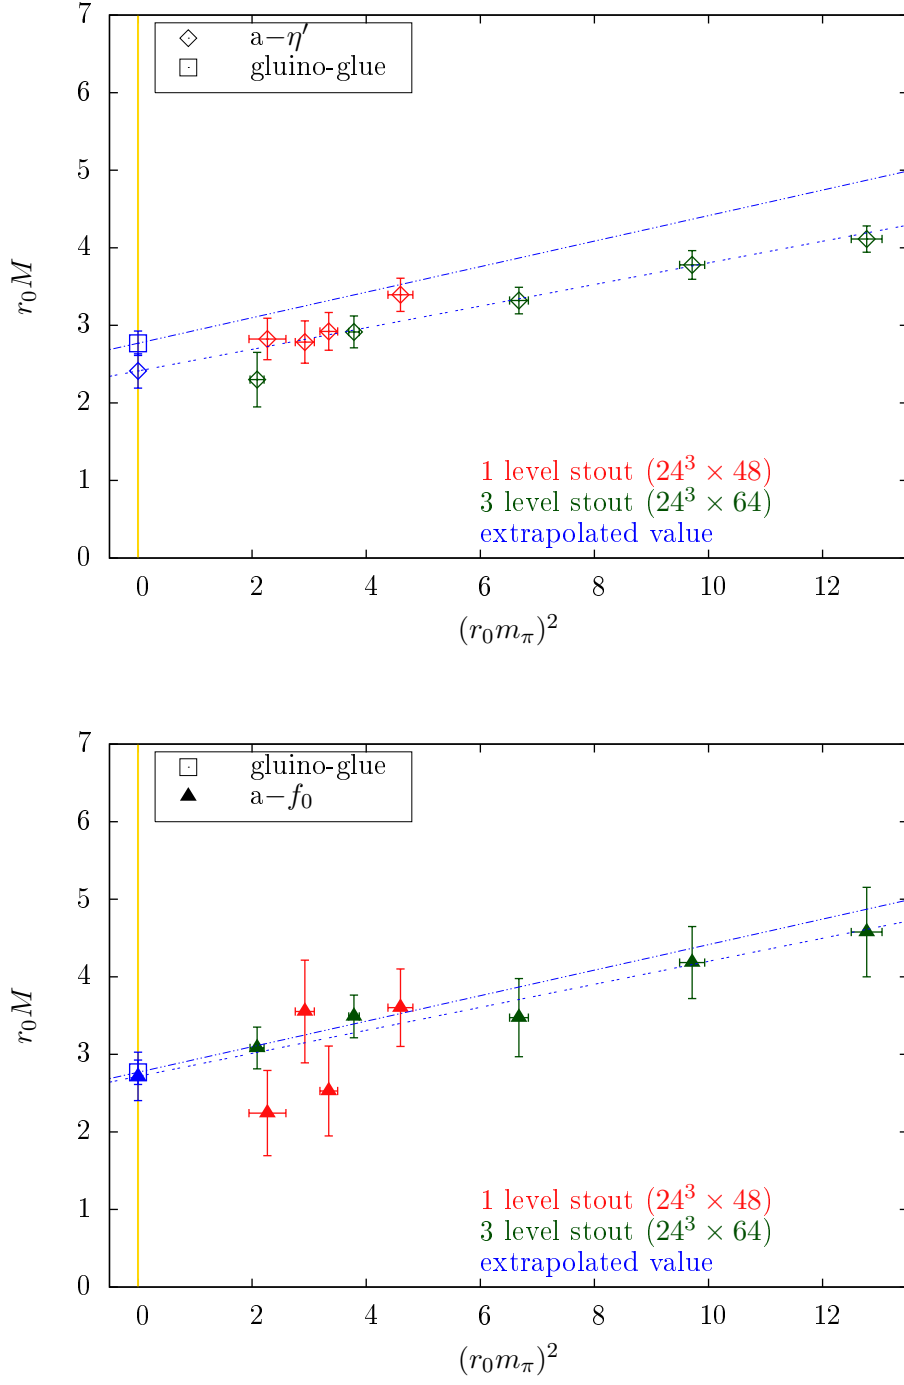 7
6
5
4
3
2
1
0
r₀M
a−η′
gluino-glue
1 level stout (24³ × 48)
3 level stout (24³ × 64)
extrapolated value
0 2 4 6 8 10 12
(r₀m_π)²
7
6
5
4
3
2
1
0
r₀M
gluino-glue
a−f₀
1 level stout (24³ × 48)
3 level stout (24³ × 64)
extrapolated value
0 2 4 6 8 10 12
(r₀m_π)²